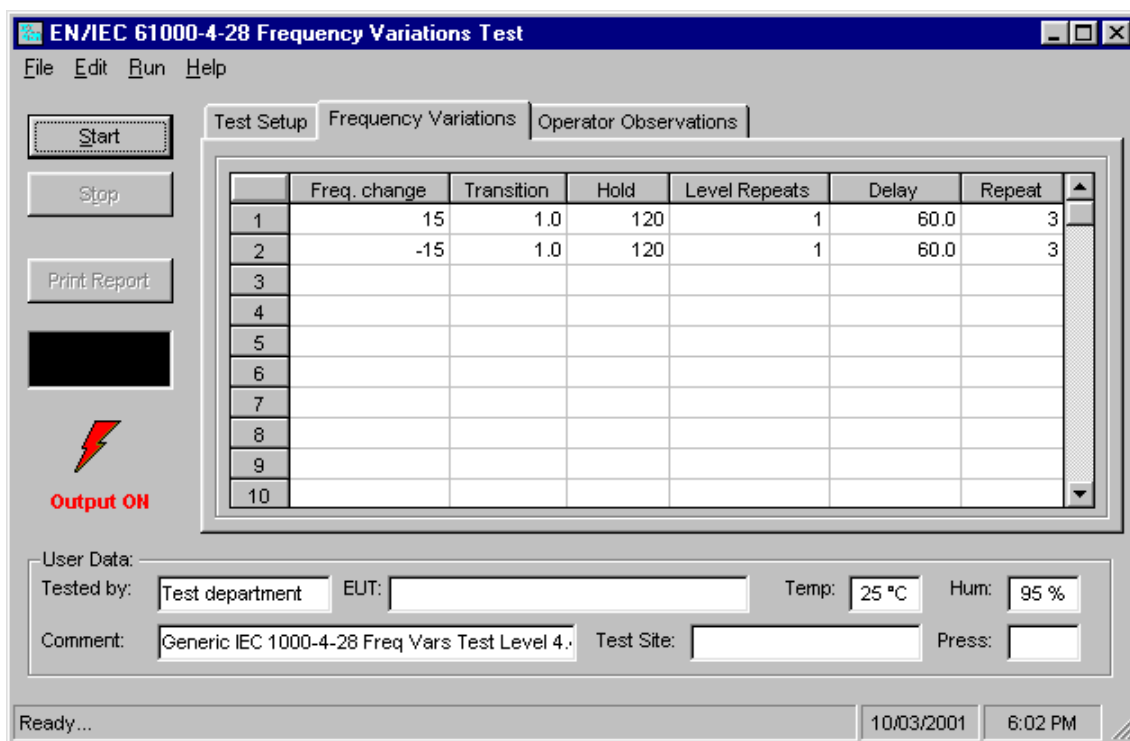 EN/IEC 61000-4-28 Frequency Variations Test
File Edit Run Help
Start
Stop
Print Report
Output ON
Test Setup Frequency Variations Operator Observations
Freq. change Transition Hold Level Repeats Delay Repeat
1 15 1.0 120 1 60.0 3
2 -15 1.0 120 1 60.0 3
3
4
5
6
7
8
9
10
User Data:
Tested by: Test department EUT: Temp: 25 °C Hum: 95 %
Comment: Generic IEC 1000-4-28 Freq Vars Test Level 4. Test Site: Press:
Ready... 10/03/2001 6:02 PM